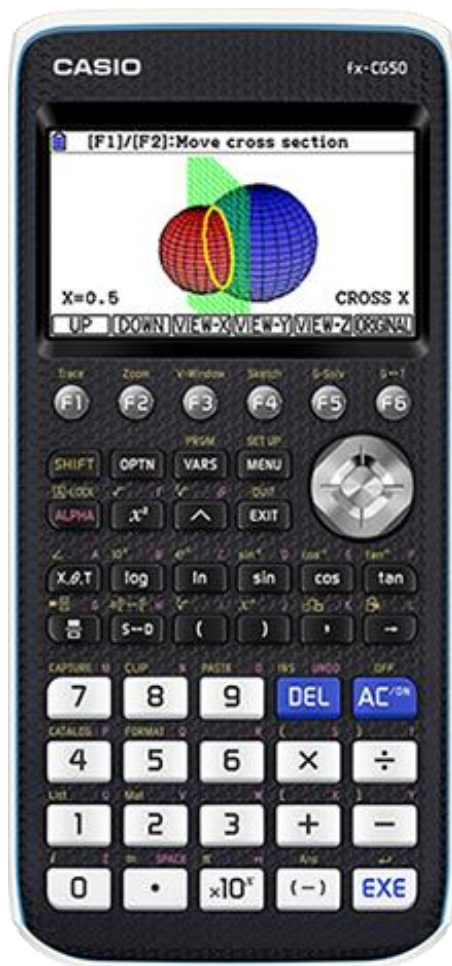 CASIO fx-CG50
[F1]/[F2]:Move cross section
X=0.5 CROSS X
UP DOWN VIEW-X VIEW-Y VIEW-Z ORGINAL
Trace Zoom V-Window Sketch G-Solv G↔T
F1 F2 F3 F4 F5 F6
PRGM SET UP
SHIFT OPTN VARS MENU
A-LOCK QUIT
ALPHA x² ^ EXIT
X,θ,T log ln sin cos tan
S↔D ( ) , →
CAPTURE M CLIP N PASTE O INS UNDO OFF
7 8 9 DEL AC/ON
CATALOG P FORMAT Q R { S } T
4 5 6 × ÷
List U Mat V W [ X ] Y
1 2 3 + −
i Z = SPACE π Ans
0 • ×10ˣ (−) EXE